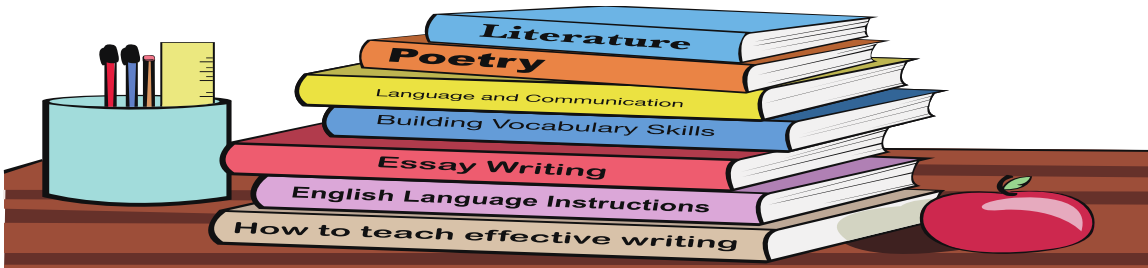 Literature
Poetry
Language and Communication
Building Vocabulary Skills
Essay Writing
English Language Instructions
How to teach effective writing